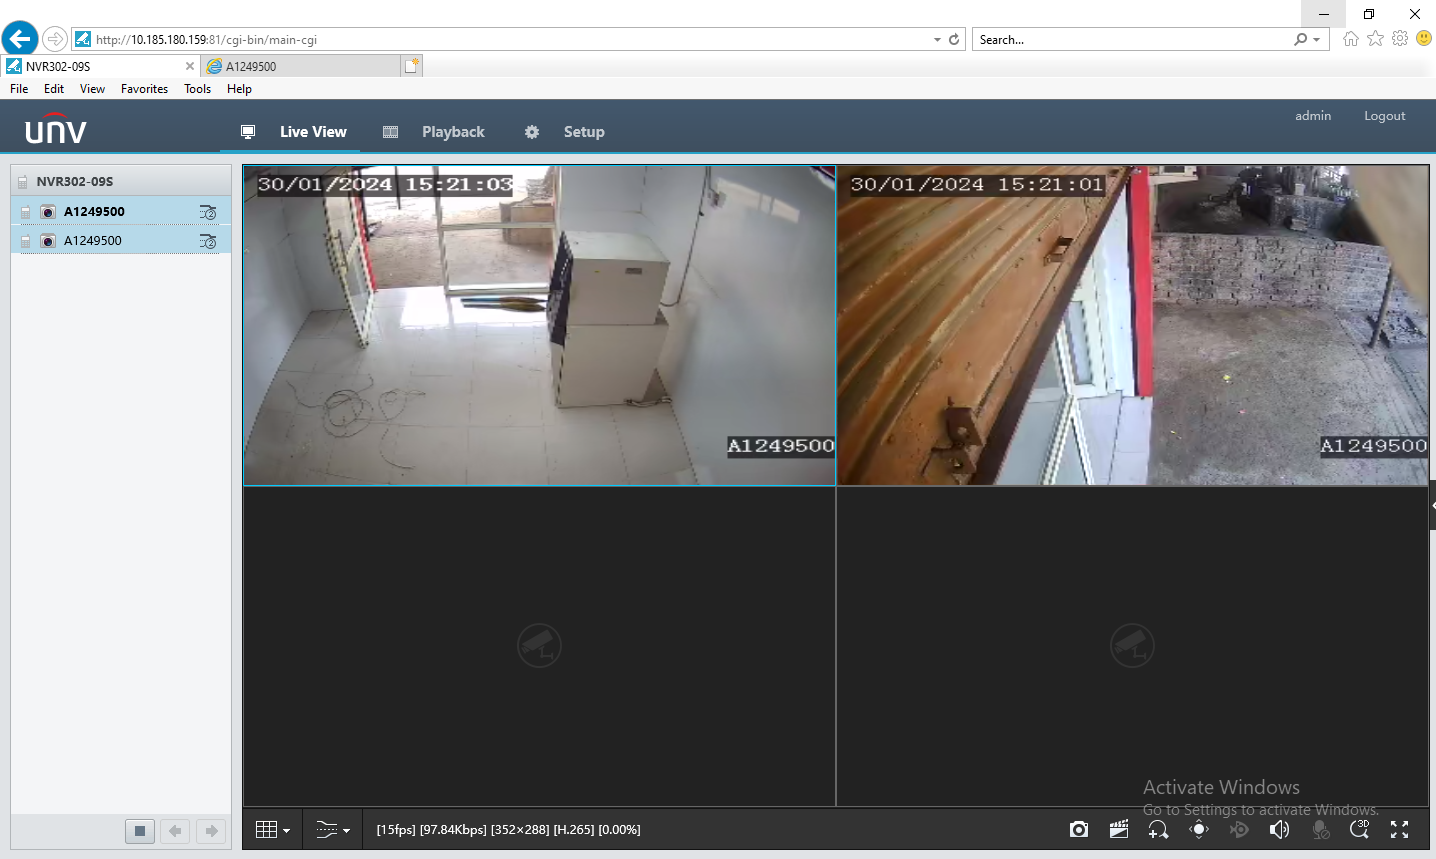 http://10.185.180.159:81/cgi-bin/main-cgi
Search...
NVR302-09S
A1249500
File Edit View Favorites Tools Help
unv
Live View
Playback
Setup
admin
Logout
NVR302-09S
A1249500
2
A1249500
2
30/01/2024 15:21:03
A1249500
30/01/2024 15:21:01
A1249500
Activate Windows
Go to Settings to activate Windows.
[15fps] [97.84Kbps] [352×288] [H.265] [0.00%]
3D